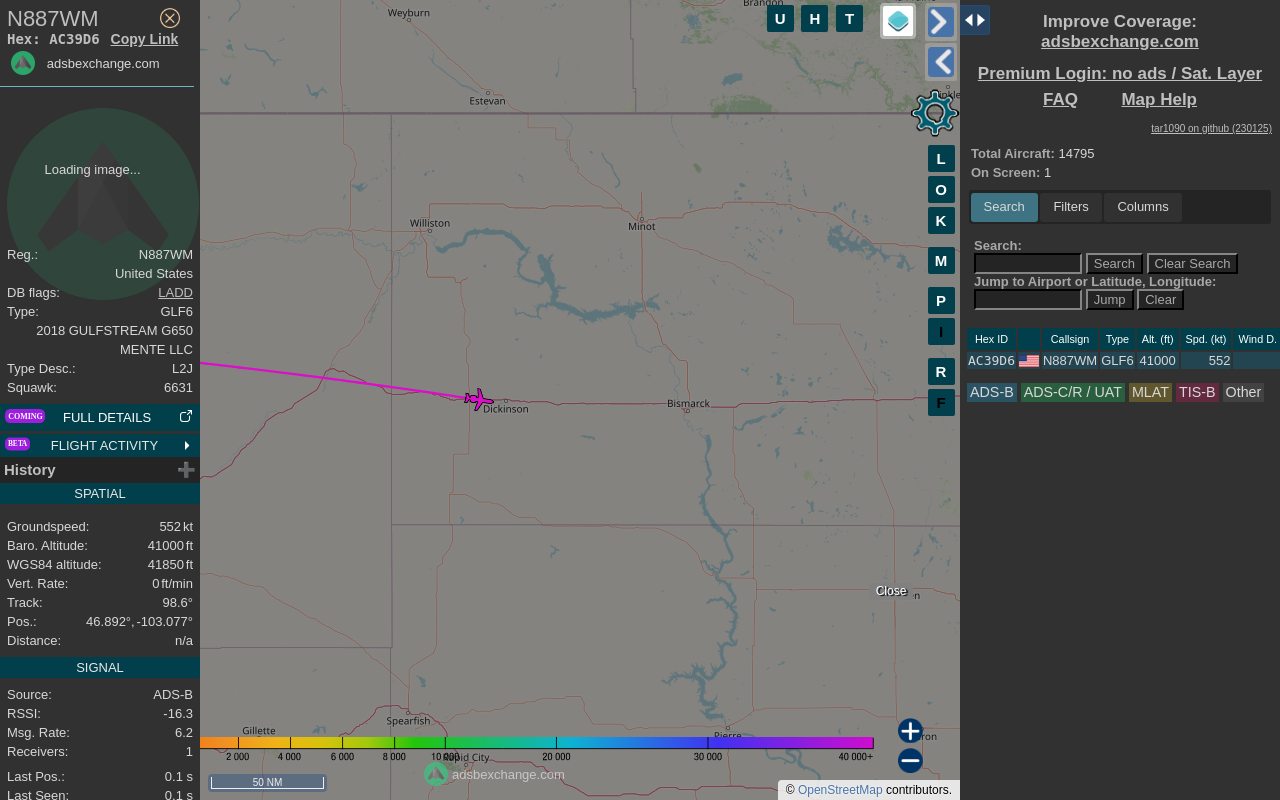 N887WM
Hex: AC39D6 Copy Link
adsbexchange.com
Loading image...
Reg.: N887WM
United States
DB flags: LADD
Type: GLF6
2018 GULFSTREAM G650
MENTE LLC
Type Desc.: L2J
Squawk: 6631
COMING FULL DETAILS
BETA FLIGHT ACTIVITY
History
SPATIAL
Groundspeed: 552 kt
Baro. Altitude: 41000 ft
WGS84 altitude: 41850 ft
Vert. Rate: 0 ft/min
Track: 98.6°
Pos.: 46.892°, -103.077°
Distance: n/a
SIGNAL
Source: ADS-B
RSSI: -16.3
Msg. Rate: 6.2
Receivers: 1
Last Pos.: 0.1 s
Last Seen: 0.1 s
Weyburn
Brandon
Estevan
Williston
Minot
Dickinson
Bismarck
Spearfish
Gillette
Rapid City
Pierre
U H T
L
O
K
M
P
I
R
F
Close
2 000 4 000 6 000 8 000 10 000 20 000 30 000 40 000+
adsbexchange.com
50 NM
© OpenStreetMap contributors.
Improve Coverage:
adsbexchange.com
Premium Login: no ads / Sat. Layer
FAQ Map Help
tar1090 on github (230125)
Total Aircraft: 14795
On Screen: 1
Search Filters Columns
Search:
Search Clear Search
Jump to Airport or Latitude, Longitude:
Jump Clear
Hex ID Callsign Type Alt. (ft) Spd. (kt) Wind D.
AC39D6 N887WM GLF6 41000 552
ADS-B ADS-C/R / UAT MLAT TIS-B Other